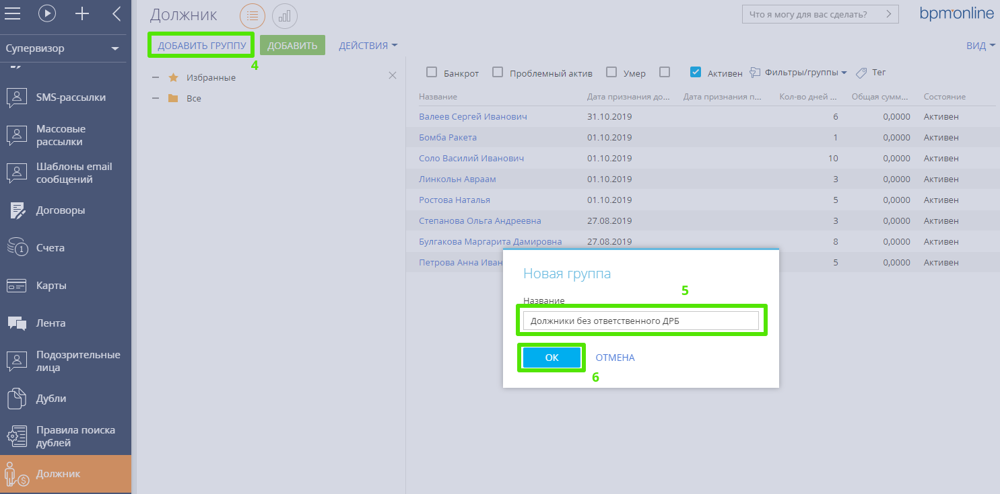 Должник
Что я могу для вас сделать?
bpm'online
Супервизор
ДОБАВИТЬ ГРУППУ
ДОБАВИТЬ
ДЕЙСТВИЯ
ВИД
4
SMS-рассылки
Массовые
рассылки
Шаблоны email
сообщений
Договоры
Счета
1
Карты
Лента
Подозрительные
лица
Дубли
Правила поиска
дублей
Должник
Избранные
Все
Банкрот
Проблемный актив
Умер
Активен
Фильтры/группы
Тег
Название Дата признания до... Дата признания п... Кол-во дней ... Общая сумм... Состояние
Валеев Сергей Иванович 31.10.2019 6 0,0000 Активен
Бомба Ракета 01.10.2019 1 0,0000 Активен
Соло Василий Иванович 01.10.2019 10 0,0000 Активен
Линкольн Авраам 01.10.2019 3 0,0000 Активен
Ростова Наталья 01.10.2019 5 0,0000 Активен
Степанова Ольга Андреевна 27.08.2019 3 0,0000 Активен
Булгакова Маргарита Дамировна 27.08.2019 8 0,0000 Активен
Петрова Анна Иван 5 0,0000 Активен
Новая группа
5
Название
Должники без ответственного ДРБ
ОК
ОТМЕНА
6